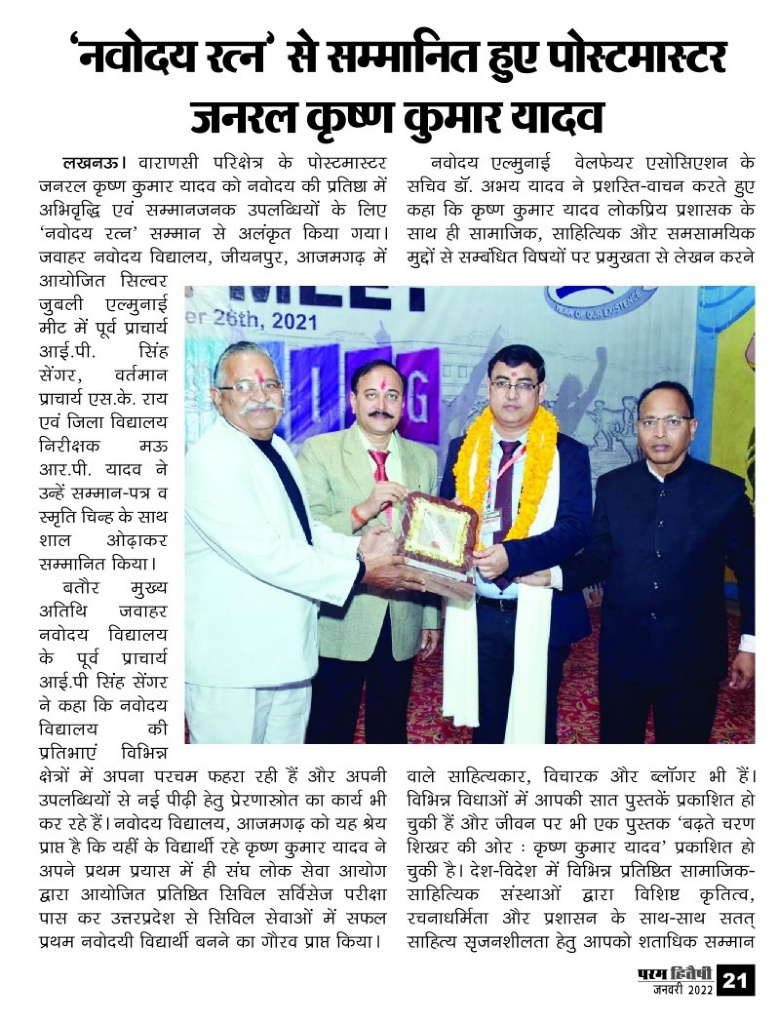 ‘नवोदय रत्न’ से सम्मानित हुए पोस्टमास्टर
जनरल कृष्ण कुमार यादव
लखनऊ। वाराणसी परिक्षेत्र के पोस्टमास्टर
जनरल कृष्ण कुमार यादव को नवोदय की प्रतिष्ठा में
अभिवृद्धि एवं सम्मानजनक उपलब्धियों के लिए
‘नवोदय रत्न’ सम्मान से अलंकृत किया गया।
जवाहर नवोदय विद्यालय, जीयनपुर, आजमगढ़ में
आयोजित सिल्वर
जुबली एल्मुनाई
मीट में पूर्व प्राचार्य
आई.पी. सिंह
सेंगर, वर्तमान
प्राचार्य एस.के. राय
एवं जिला विद्यालय
निरीक्षक मऊ
आर.पी. यादव ने
उन्हें सम्मान-पत्र व
स्मृति चिन्ह के साथ
शाल ओढ़ाकर
सम्मानित किया।
बतौर मुख्य
अतिथि जवाहर
नवोदय विद्यालय
के पूर्व प्राचार्य
आई.पी सिंह सेंगर
ने कहा कि नवोदय
विद्यालय की
प्रतिभाएं विभिन्न
क्षेत्रों में अपना परचम फहरा रही हैं और अपनी
उपलब्धियों से नई पीढ़ी हेतु प्रेरणास्रोत का कार्य भी
कर रहे हैं। नवोदय विद्यालय, आजमगढ़ को यह श्रेय
प्राप्त है कि यहीं के विद्यार्थी रहे कृष्ण कुमार यादव ने
अपने प्रथम प्रयास में ही संघ लोक सेवा आयोग
द्वारा आयोजित प्रतिष्ठित सिविल सर्विसेज परीक्षा
पास कर उत्तरप्रदेश से सिविल सेवाओं में सफल
प्रथम नवोदयी विद्यार्थी बनने का गौरव प्राप्त किया।
नवोदय एल्मुनाई वेलफेयर एसोसिएशन के
सचिव डॉ. अभय यादव ने प्रशस्ति-वाचन करते हुए
कहा कि कृष्ण कुमार यादव लोकप्रिय प्रशासक के
साथ ही सामाजिक, साहित्यिक और समसामयिक
मुद्दों से सम्बंधित विषयों पर प्रमुखता से लेखन करने
MEET
er 26th, 2021
YEAR OF OUR EXISTENCE
वाले साहित्यकार, विचारक और ब्लॉगर भी हैं।
विभिन्न विधाओं में आपकी सात पुस्तकें प्रकाशित हो
चुकी हैं और जीवन पर भी एक पुस्तक ‘बढ़ते चरण
शिखर की ओर : कृष्ण कुमार यादव’ प्रकाशित हो
चुकी है। देश-विदेश में विभिन्न प्रतिष्ठित सामाजिक-
साहित्यिक संस्थाओं द्वारा विशिष्ट कृतित्व,
रचनाधर्मिता और प्रशासन के साथ-साथ सतत्
साहित्य सृजनशीलता हेतु आपको शताधिक सम्मान
परम हितैषी
जनवरी 2022 21